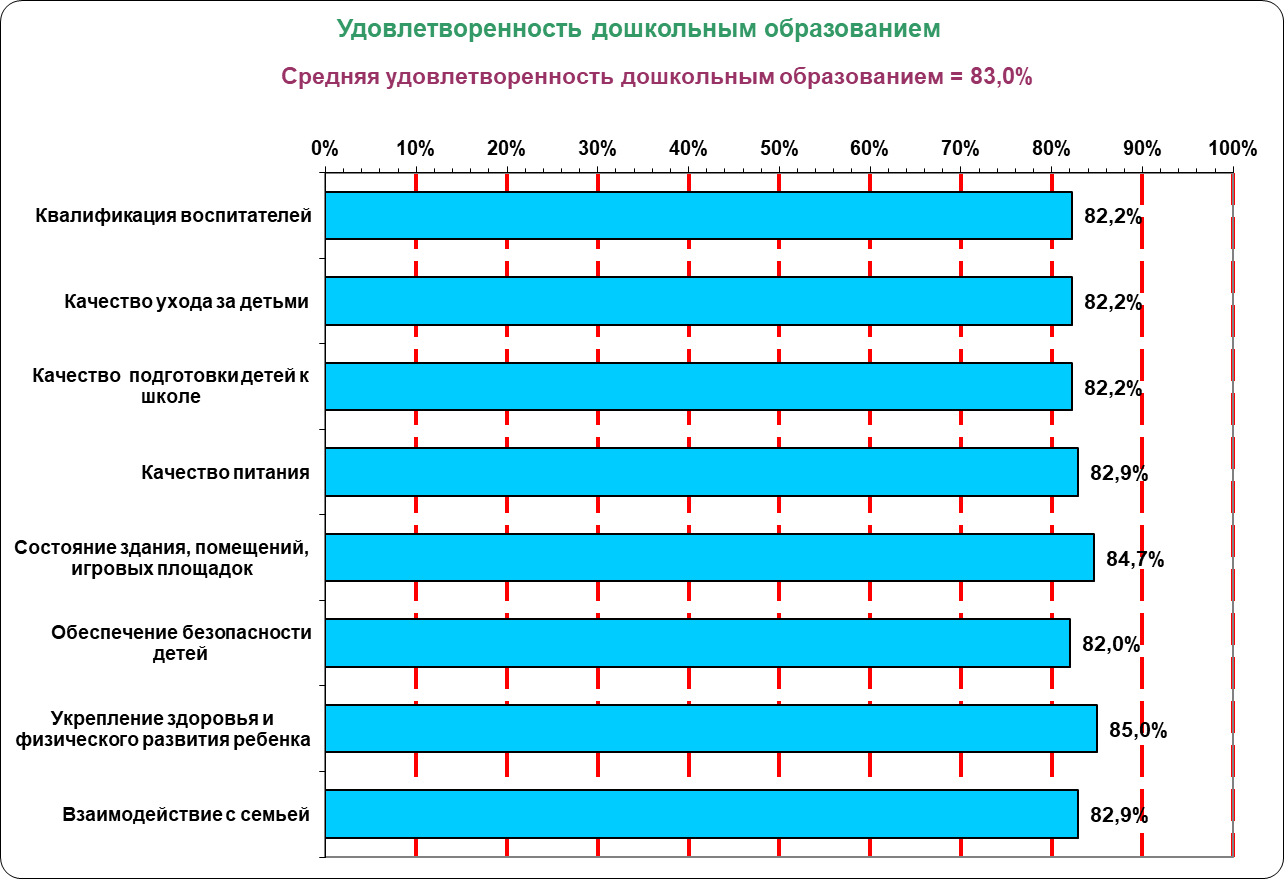 Удовлетворенность дошкольным образованием
Средняя удовлетворенность дошкольным образованием = 83,0%
0% 10% 20% 30% 40% 50% 60% 70% 80% 90% 100%
Квалификация воспитателей 82,2%
Качество ухода за детьми 82,2%
Качество подготовки детей к
школе 82,2%
Качество питания 82,9%
Состояние здания, помещений,
игровых площадок 84,7%
Обеспечение безопасности
детей 82,0%
Укрепление здоровья и
физического развития ребенка 85,0%
Взаимодействие с семьей 82,9%